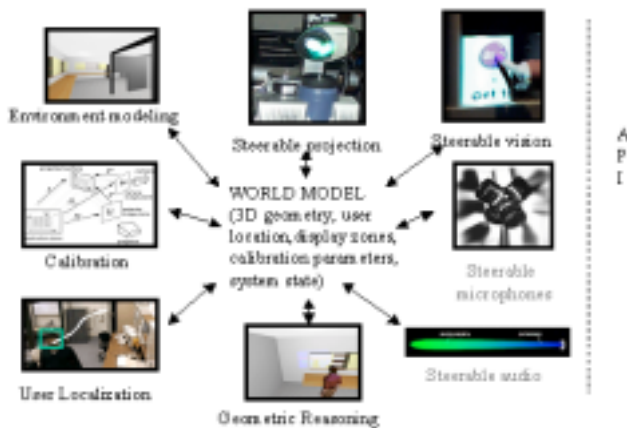 Environment modeling
Steerable projection
Steerable vision
A
P
I
WORLD MODEL
(3D geometry, user
location, display zones,
calibration parameters,
system state)
Calibration
Steerable
microphones
User Localization
Geometric Reasoning
Steerable audio